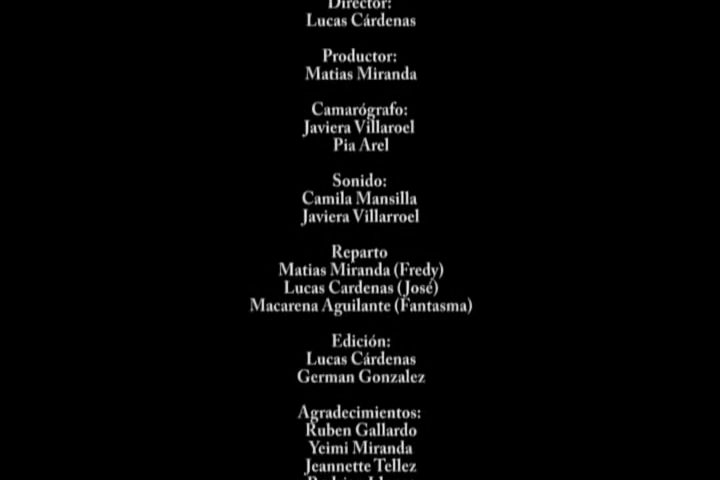 Director:
Lucas Cárdenas
Productor:
Matias Miranda
Camarógrafo:
Javiera Villaroel
Pia Arel
Sonido:
Camila Mansilla
Javiera Villarroel
Reparto
Matias Miranda (Fredy)
Lucas Cardenas (José)
Macarena Aguilante (Fantasma)
Edición:
Lucas Cárdenas
German Gonzalez
Agradecimientos:
Ruben Gallardo
Yeimi Miranda
Jeannette Tellez